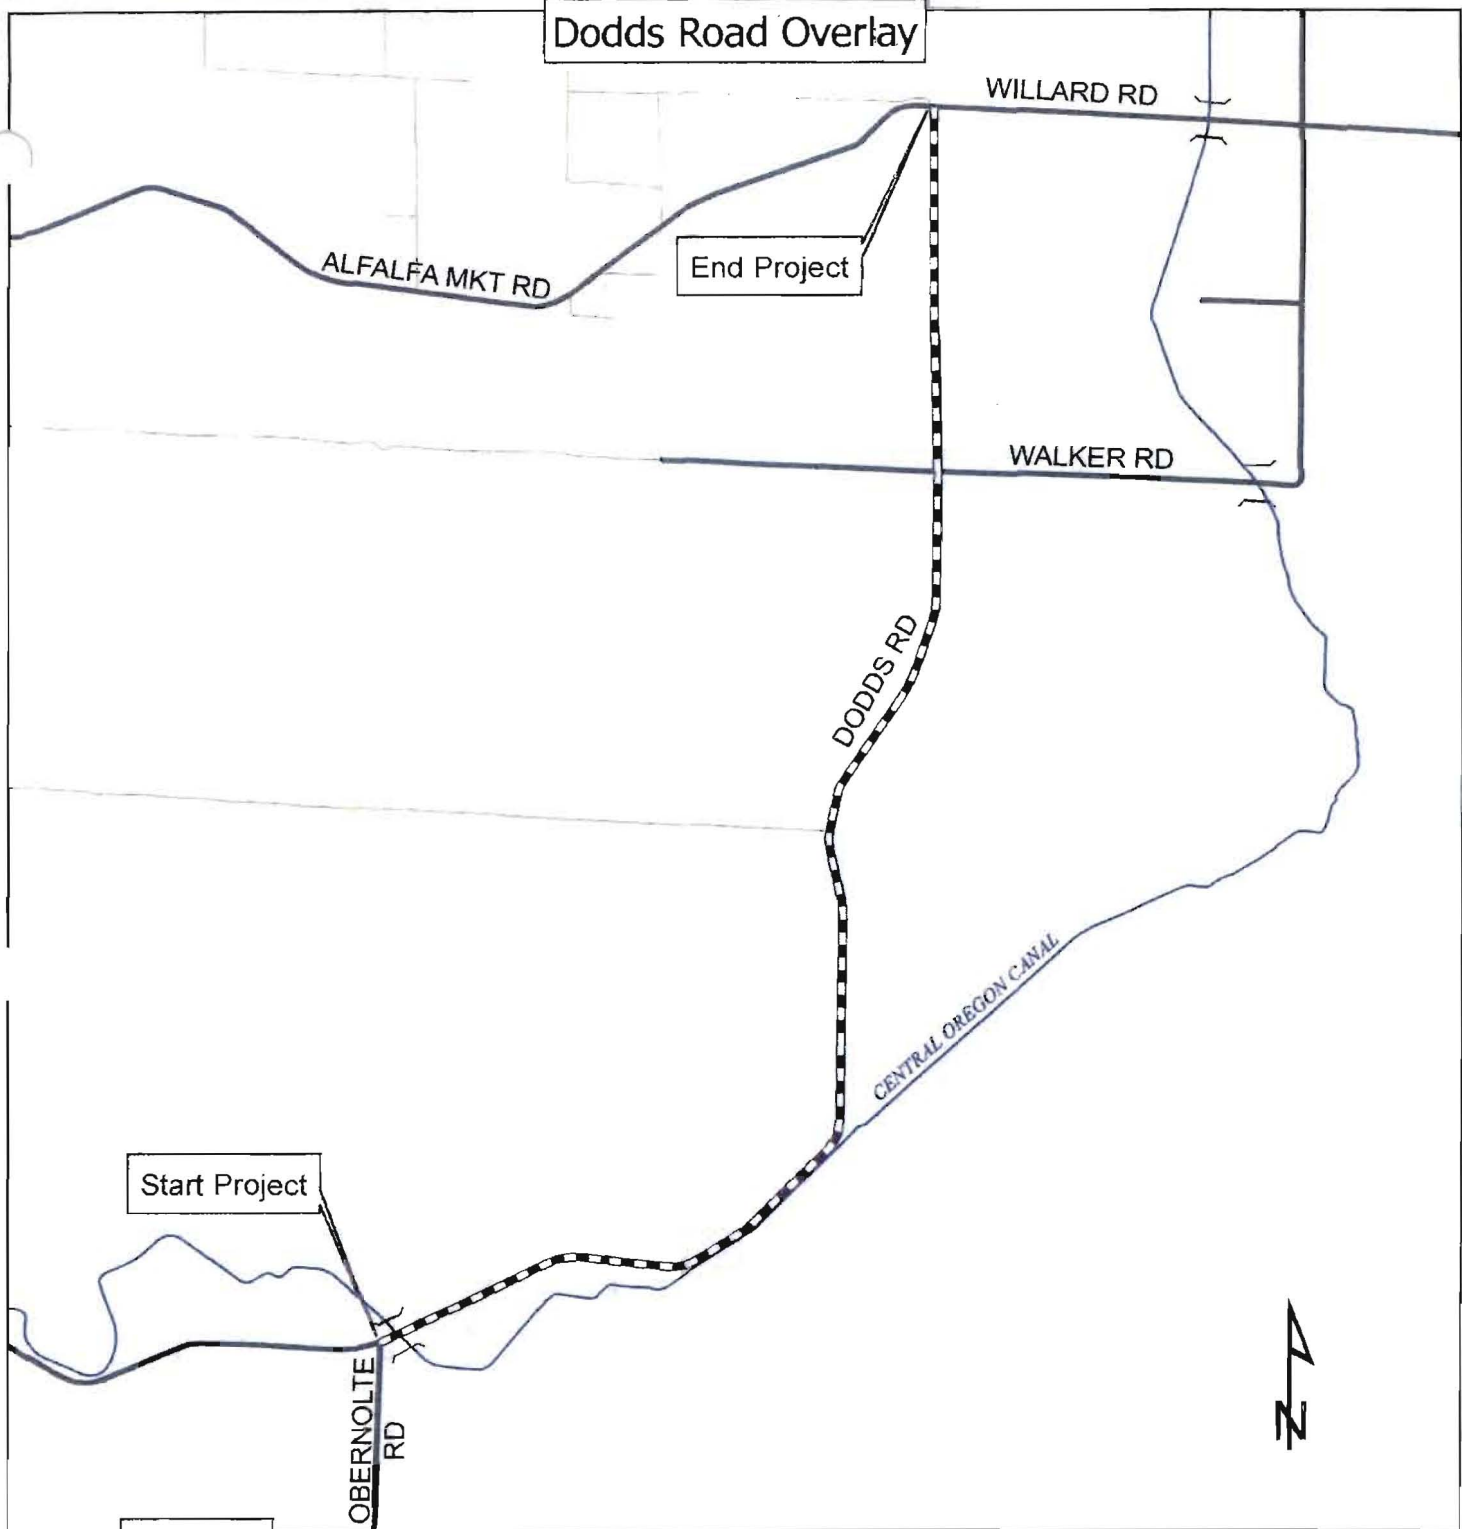 Dodds Road Overlay
WILLARD RD
End Project
ALFALFA MKT RD
WALKER RD
DODDS RD
CENTRAL OREGON CANAL
Start Project
OBERNOLTE
RD
N